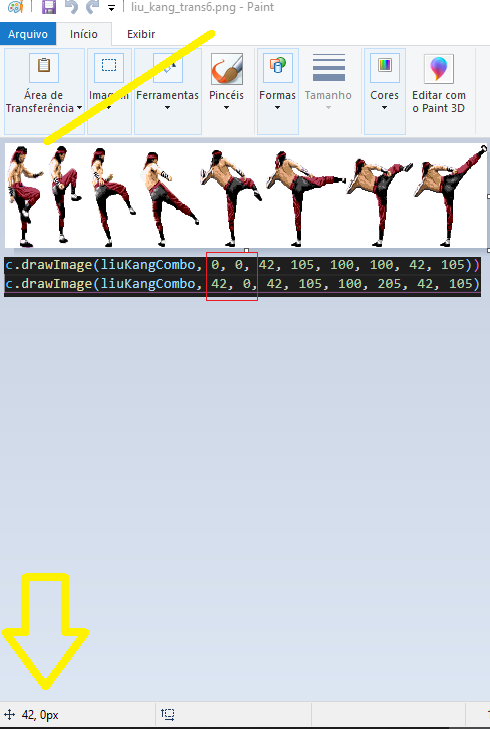 liu_kang_trans6.png - Paint
Arquivo Início Exibir
Área de
Transferência
Imagem
Ferramentas
Pincéis
Formas
Tamanho
Cores
Editar com
o Paint 3D
c.drawImage(liuKangCombo, 0, 0, 42, 105, 100, 100, 42, 105))
c.drawImage(liuKangCombo, 42, 0, 42, 105, 100, 205, 42, 105)
42, 0px